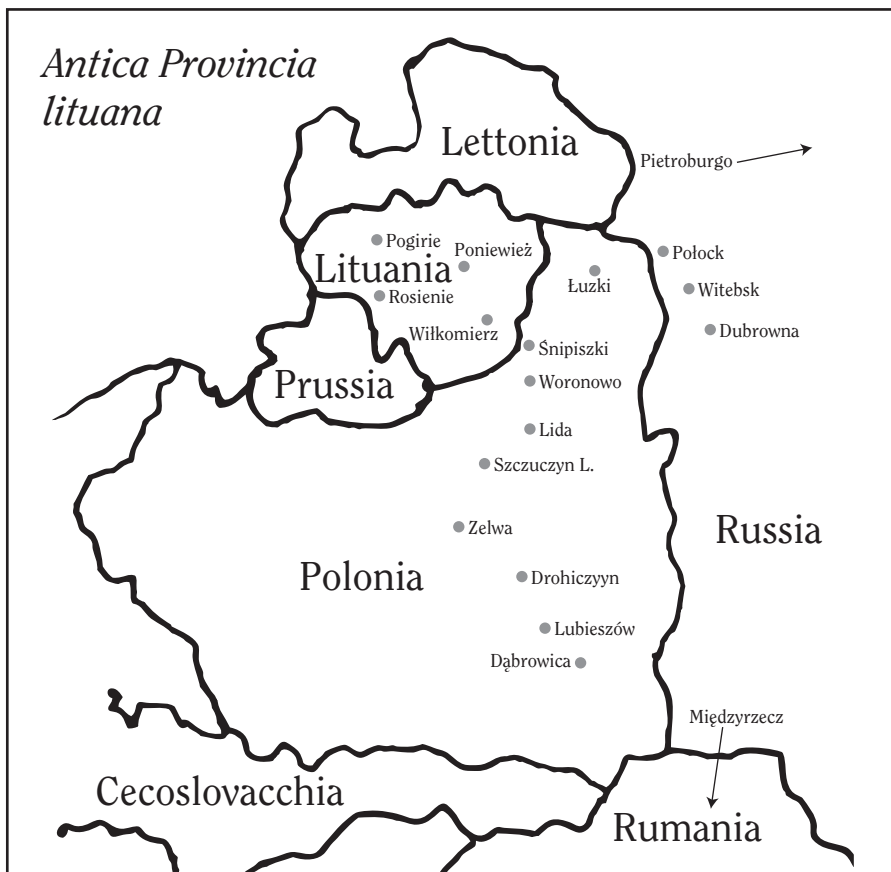 Antica Provincia
lituana
Lettonia
Pietroburgo
Pogirie
Poniewież
Lituania
Rosienie
Wiłkomierz
Połock
Łuzki
Witebsk
Dubrowna
Śnipiszki
Prussia
Woronowo
Lida
Szczuczyn L.
Zelwa
Russia
Polonia
Drohiczyyn
Lubieszów
Dąbrowica
Międzyrzecz
Cecoslovacchia
Rumania